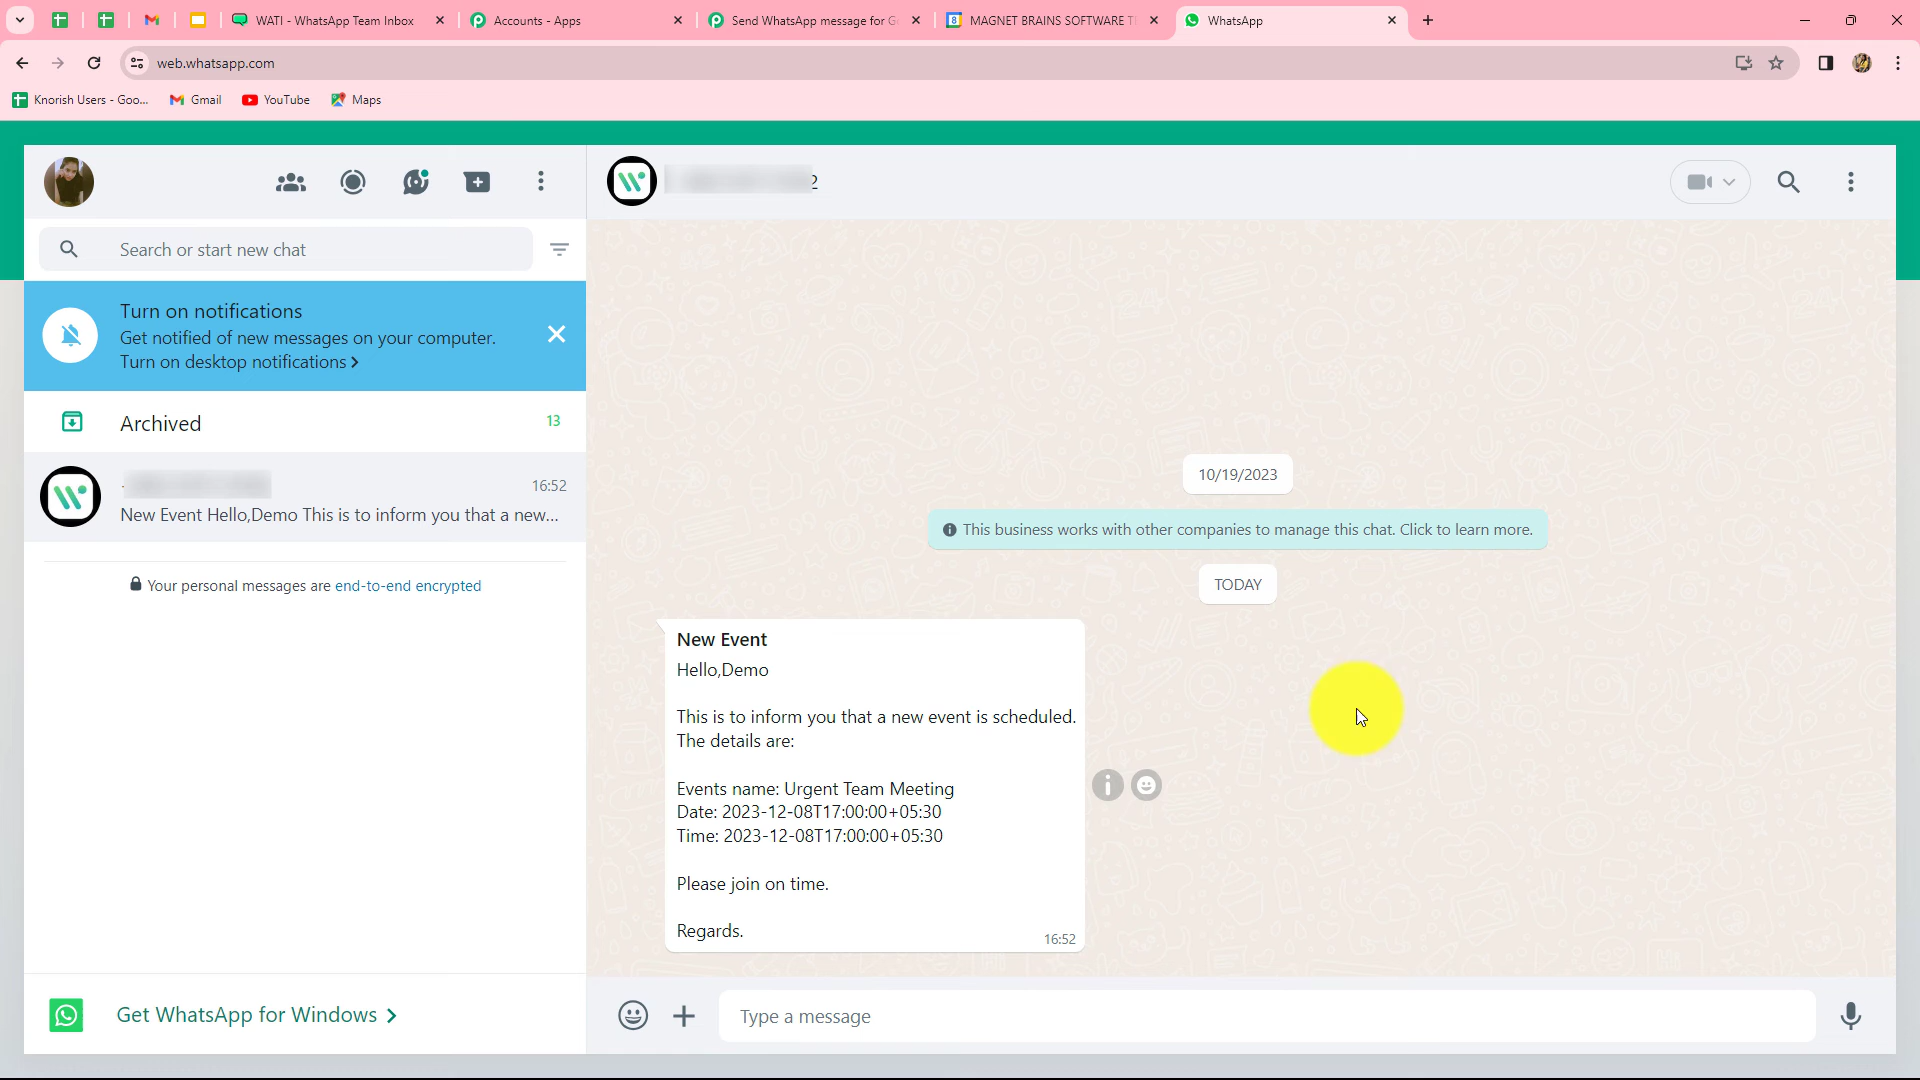 WATI - WhatsApp Team Inbox
Accounts - Apps
Send WhatsApp message for G
MAGNET BRAINS SOFTWARE T
WhatsApp
web.whatsapp.com
Knorish Users - Goo...
Gmail
YouTube
Maps
2
Search or start new chat
Turn on notifications
Get notified of new messages on your computer.
Turn on desktop notifications >
Archived
13
16:52
New Event Hello,Demo This is to inform you that a new...
Your personal messages are end-to-end encrypted
Get WhatsApp for Windows >
10/19/2023
This business works with other companies to manage this chat. Click to learn more.
TODAY
New Event
Hello,Demo
This is to inform you that a new event is scheduled.
The details are:
Events name: Urgent Team Meeting
Date: 2023-12-08T17:00:00+05:30
Time: 2023-12-08T17:00:00+05:30
Please join on time.
Regards.
16:52
Type a message